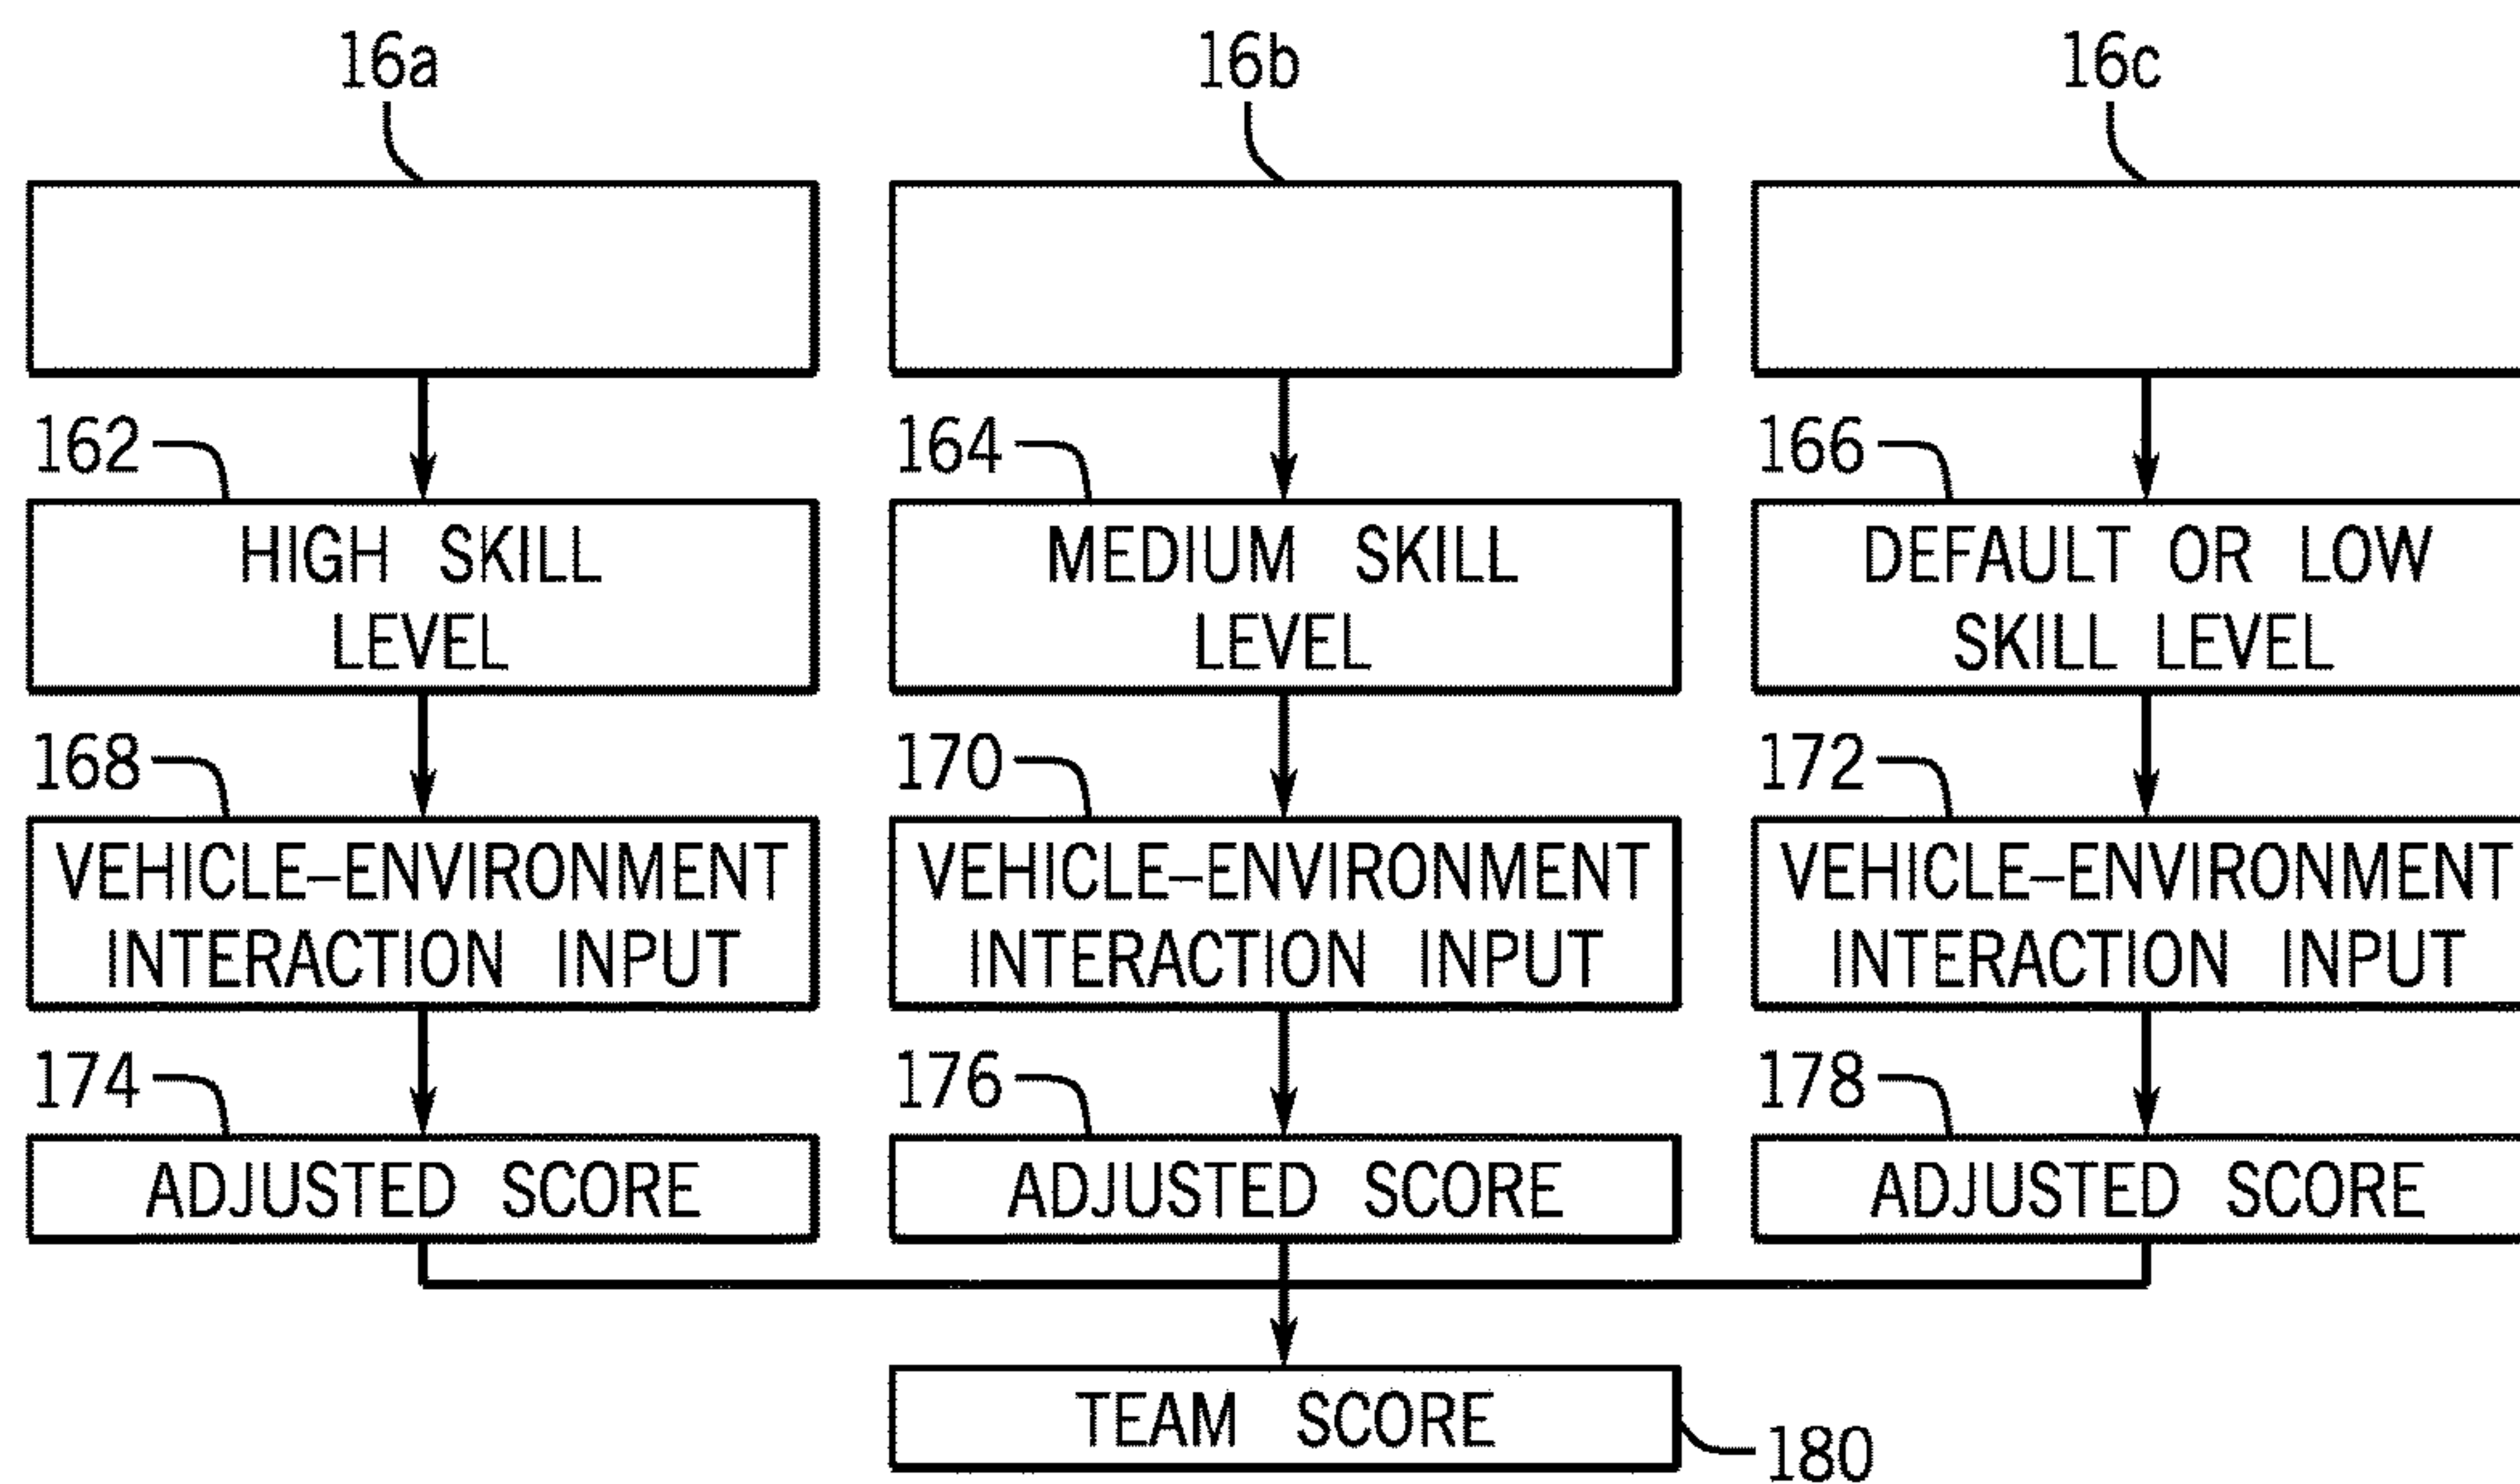 16a
16b
16c
162
164
166
HIGH SKILL
LEVEL
MEDIUM SKILL
LEVEL
DEFAULT OR LOW
SKILL LEVEL
168
170
172
VEHICLE–ENVIRONMENT
INTERACTION INPUT
VEHICLE–ENVIRONMENT
INTERACTION INPUT
VEHICLE–ENVIRONMENT
INTERACTION INPUT
174
176
178
ADJUSTED SCORE
ADJUSTED SCORE
ADJUSTED SCORE
TEAM SCORE
180